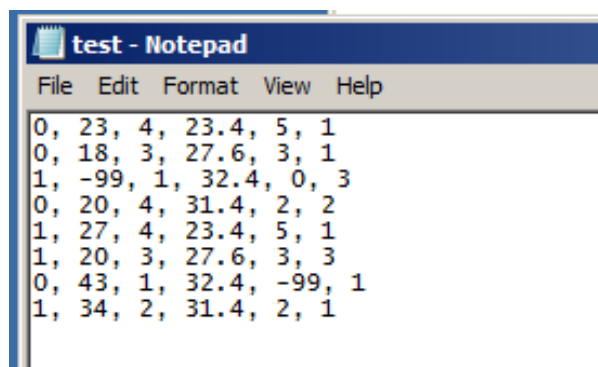 test - Notepad
File Edit Format View Help
0, 23, 4, 23.4, 5, 1
0, 18, 3, 27.6, 3, 1
1, -99, 1, 32.4, 0, 3
0, 20, 4, 31.4, 2, 2
1, 27, 4, 23.4, 5, 1
1, 20, 3, 27.6, 3, 3
0, 43, 1, 32.4, -99, 1
1, 34, 2, 31.4, 2, 1